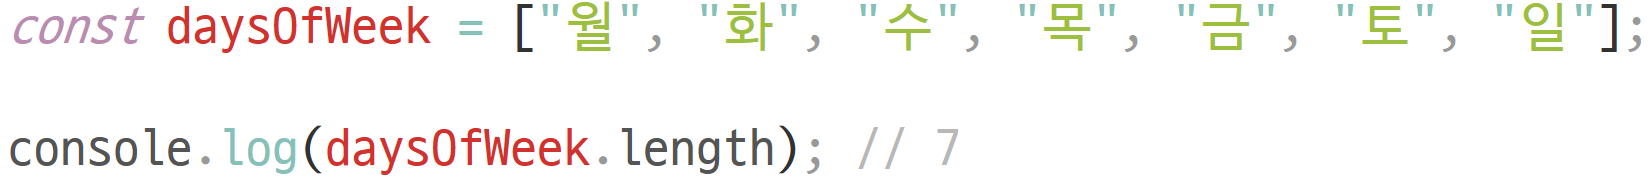 const daysOfWeek = ["월", "화", "수", "목", "금", "토", "일"];
console.log(daysOfWeek.length); // 7